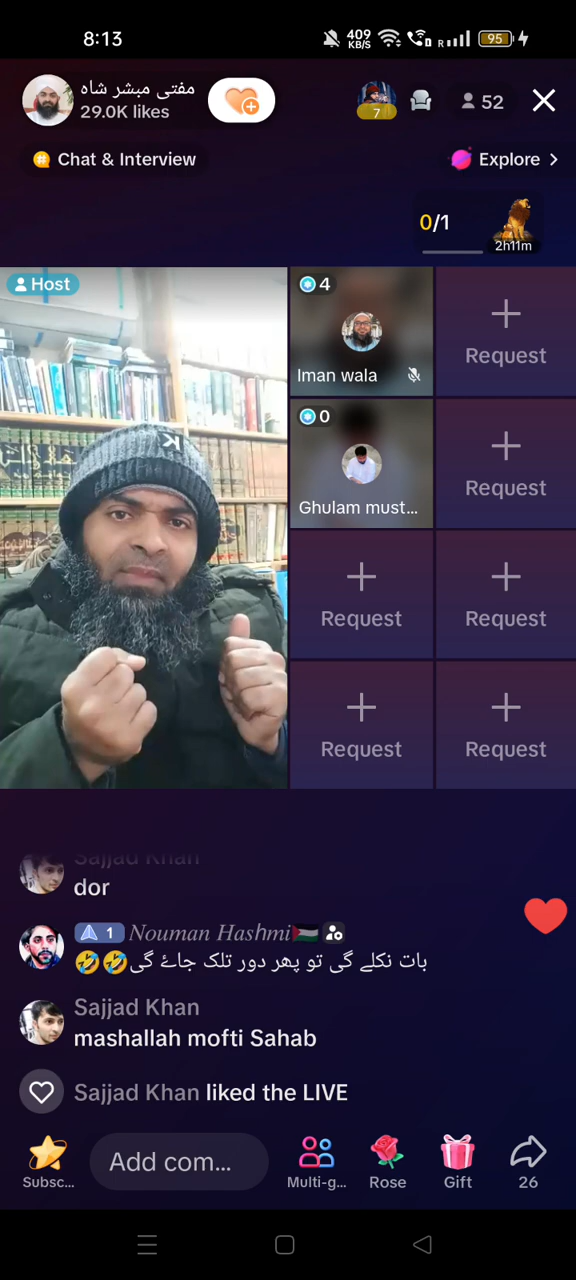 8:13
409
KB/S
R
95
مفتی مبشر شاہ
29.0K likes
7
52
Chat & Interview
Explore
0/1
2h11m
Host
4
Iman wala
Request
0
Ghulam must...
Request
Request
Request
Request
Request
K
Sajjad Khan
dor
1 Nouman Hashmi🇵🇸
بات نکلے گی تو پھر دور تلک جاۓ گی🤣🤣
Sajjad Khan
mashallah mofti Sahab
Sajjad Khan liked the LIVE
Subsc...
Add com...
Multi-g...
Rose
Gift
26